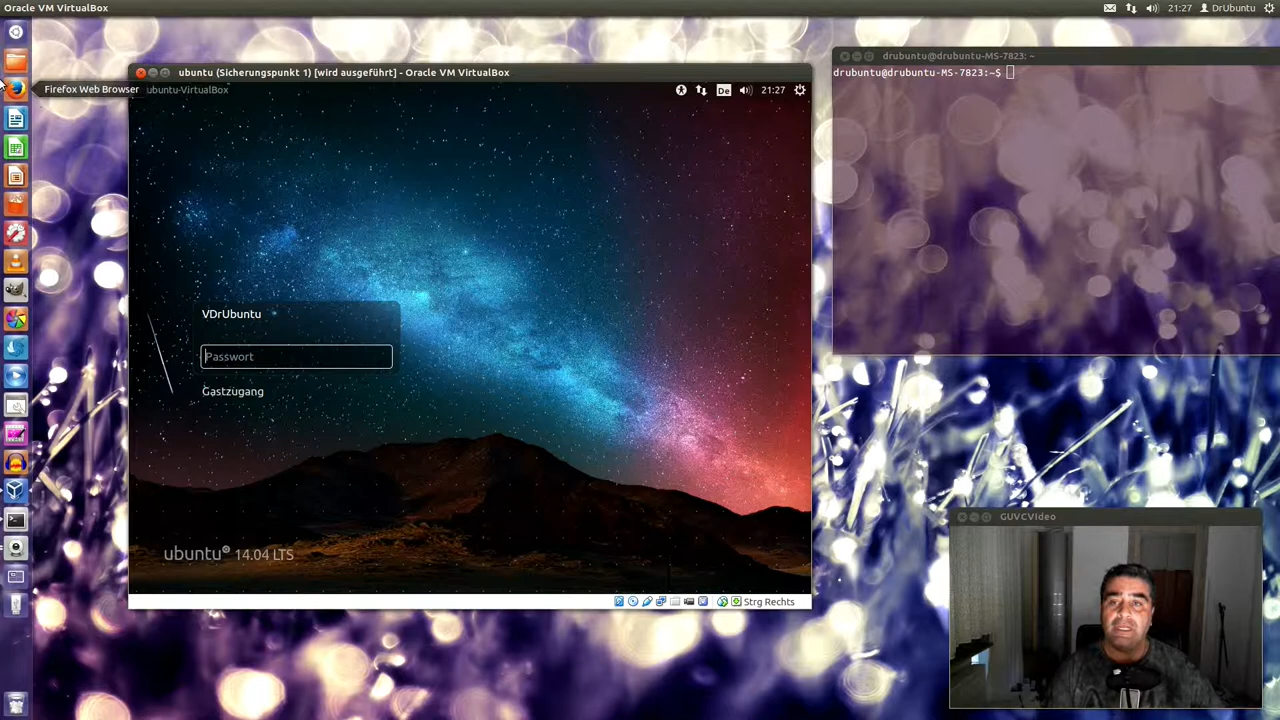 Oracle VM VirtualBox
21:27
DrUbuntu
Firefox Web Browser
ubuntu (Sicherungspunkt 1) [wird ausgeführt] - Oracle VM VirtualBox
ubuntu-VirtualBox
De
21:27
VDrUbuntu
Passwort
Gastzugang
ubuntu 14.04 LTS
Strg Rechts
drubuntu@drubuntu-MS-7823: ~
drubuntu@drubuntu-MS-7823:~$
GUVCVideo